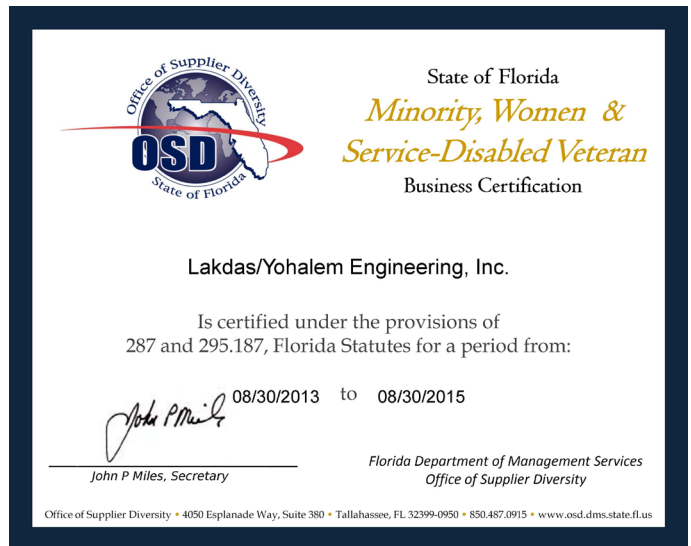 Office of Supplier Diversity
OSD
State of Florida
State of Florida
Minority, Women &
Service-Disabled Veteran
Business Certification
Lakdas/Yohalem Engineering, Inc.
Is certified under the provisions of
287 and 295.187, Florida Statutes for a period from:
08/30/2013 to 08/30/2015
John P Miles
John P Miles, Secretary
Florida Department of Management Services
Office of Supplier Diversity
Office of Supplier Diversity • 4050 Esplanade Way, Suite 380 • Tallahassee, FL 32399-0950 • 850.487.0915 • www.osd.dms.state.fl.us